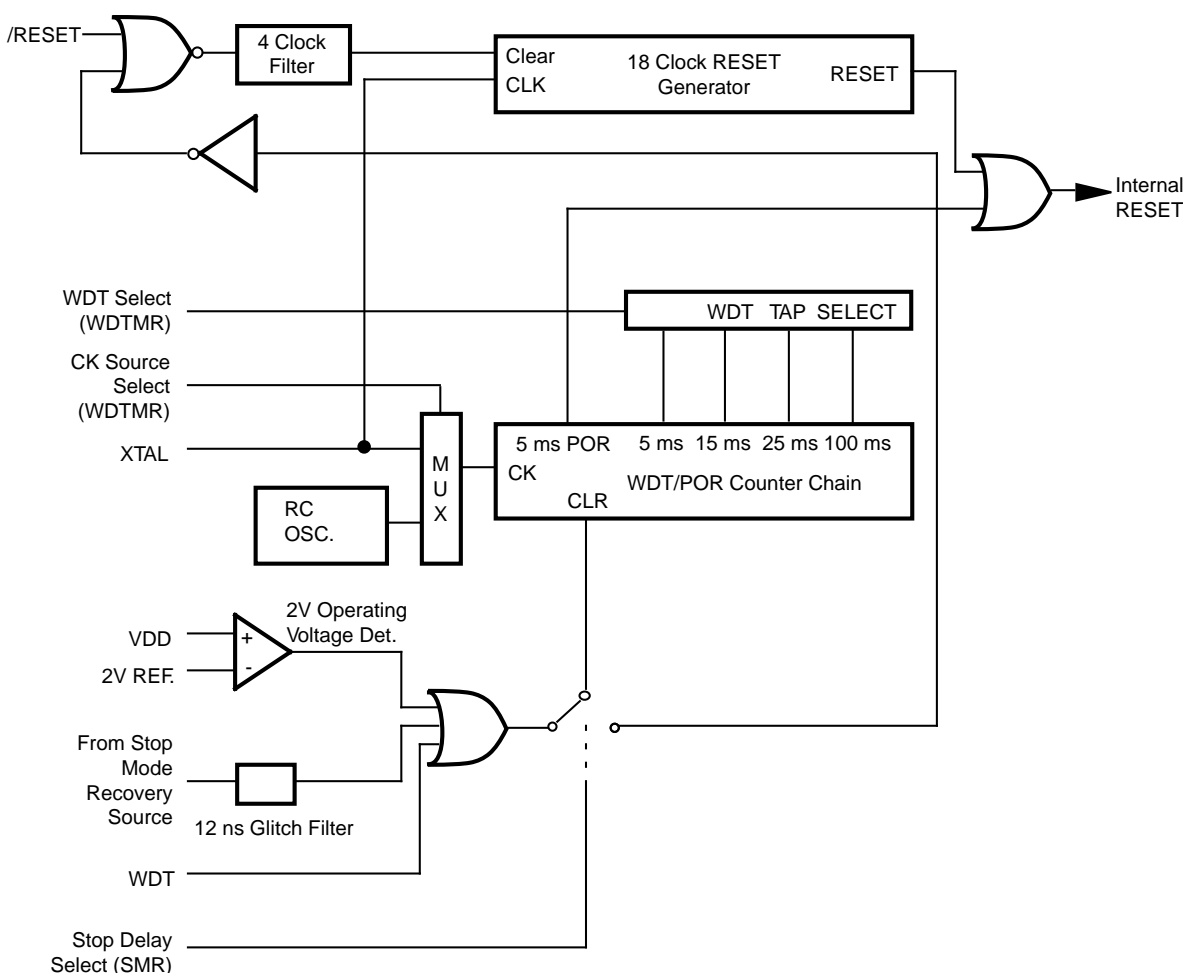 /RESET
4 Clock
Filter
Clear
CLK
18 Clock RESET
Generator
RESET
Internal
RESET
WDT Select
(WDTMR)
WDT TAP SELECT
CK Source
Select
(WDTMR)
XTAL
M
U
X
5 ms POR
5 ms
15 ms
25 ms
100 ms
CK
WDT/POR Counter Chain
CLR
RC
OSC.
2V Operating
Voltage Det.
VDD
+
2V REF.
-
From Stop
Mode
Recovery
Source
12 ns Glitch Filter
WDT
Stop Delay
Select (SMR)